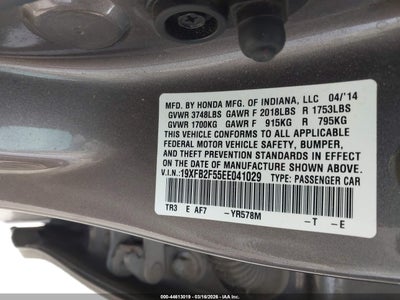 MFD. BY HONDA MFG. OF INDIANA, LLC 04/'14
GVWR 3748LBS GAWR F 2018LBS R 1753LBS
GVWR 1700KG GAWR F 915KG R 795KG
THIS VEHICLE CONFORMS TO ALL APPLICABLE
FEDERAL MOTOR VEHICLE SAFETY, BUMPER,
AND THEFT PREVENTION STANDARDS IN EFFECT
ON THE DATE OF MANUFACTURE SHOWN ABOVE.
V.I.N.: 19XFB2F55EE041029 TYPE: PASSENGER CAR
TR3 E AF7 -YR578M -T -E
000-44613019 - 03/16/2026 - IAA Inc.